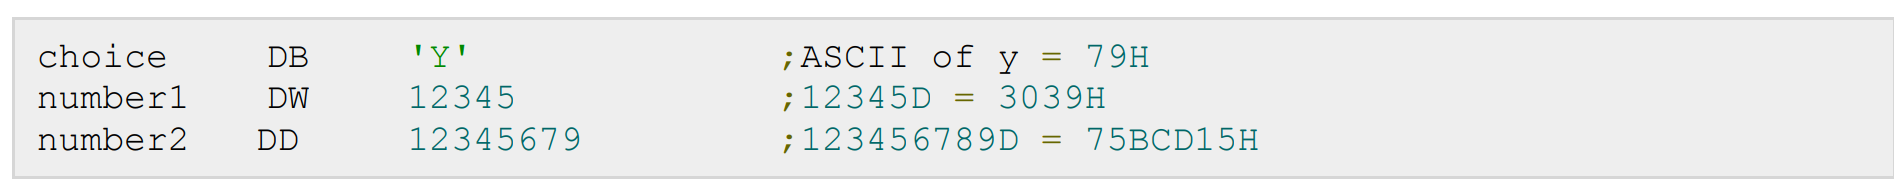 choice DB 'Y' ;ASCII of y = 79H
number1 DW 12345 ;12345D = 3039H
number2 DD 12345679 ;123456789D = 75BCD15H